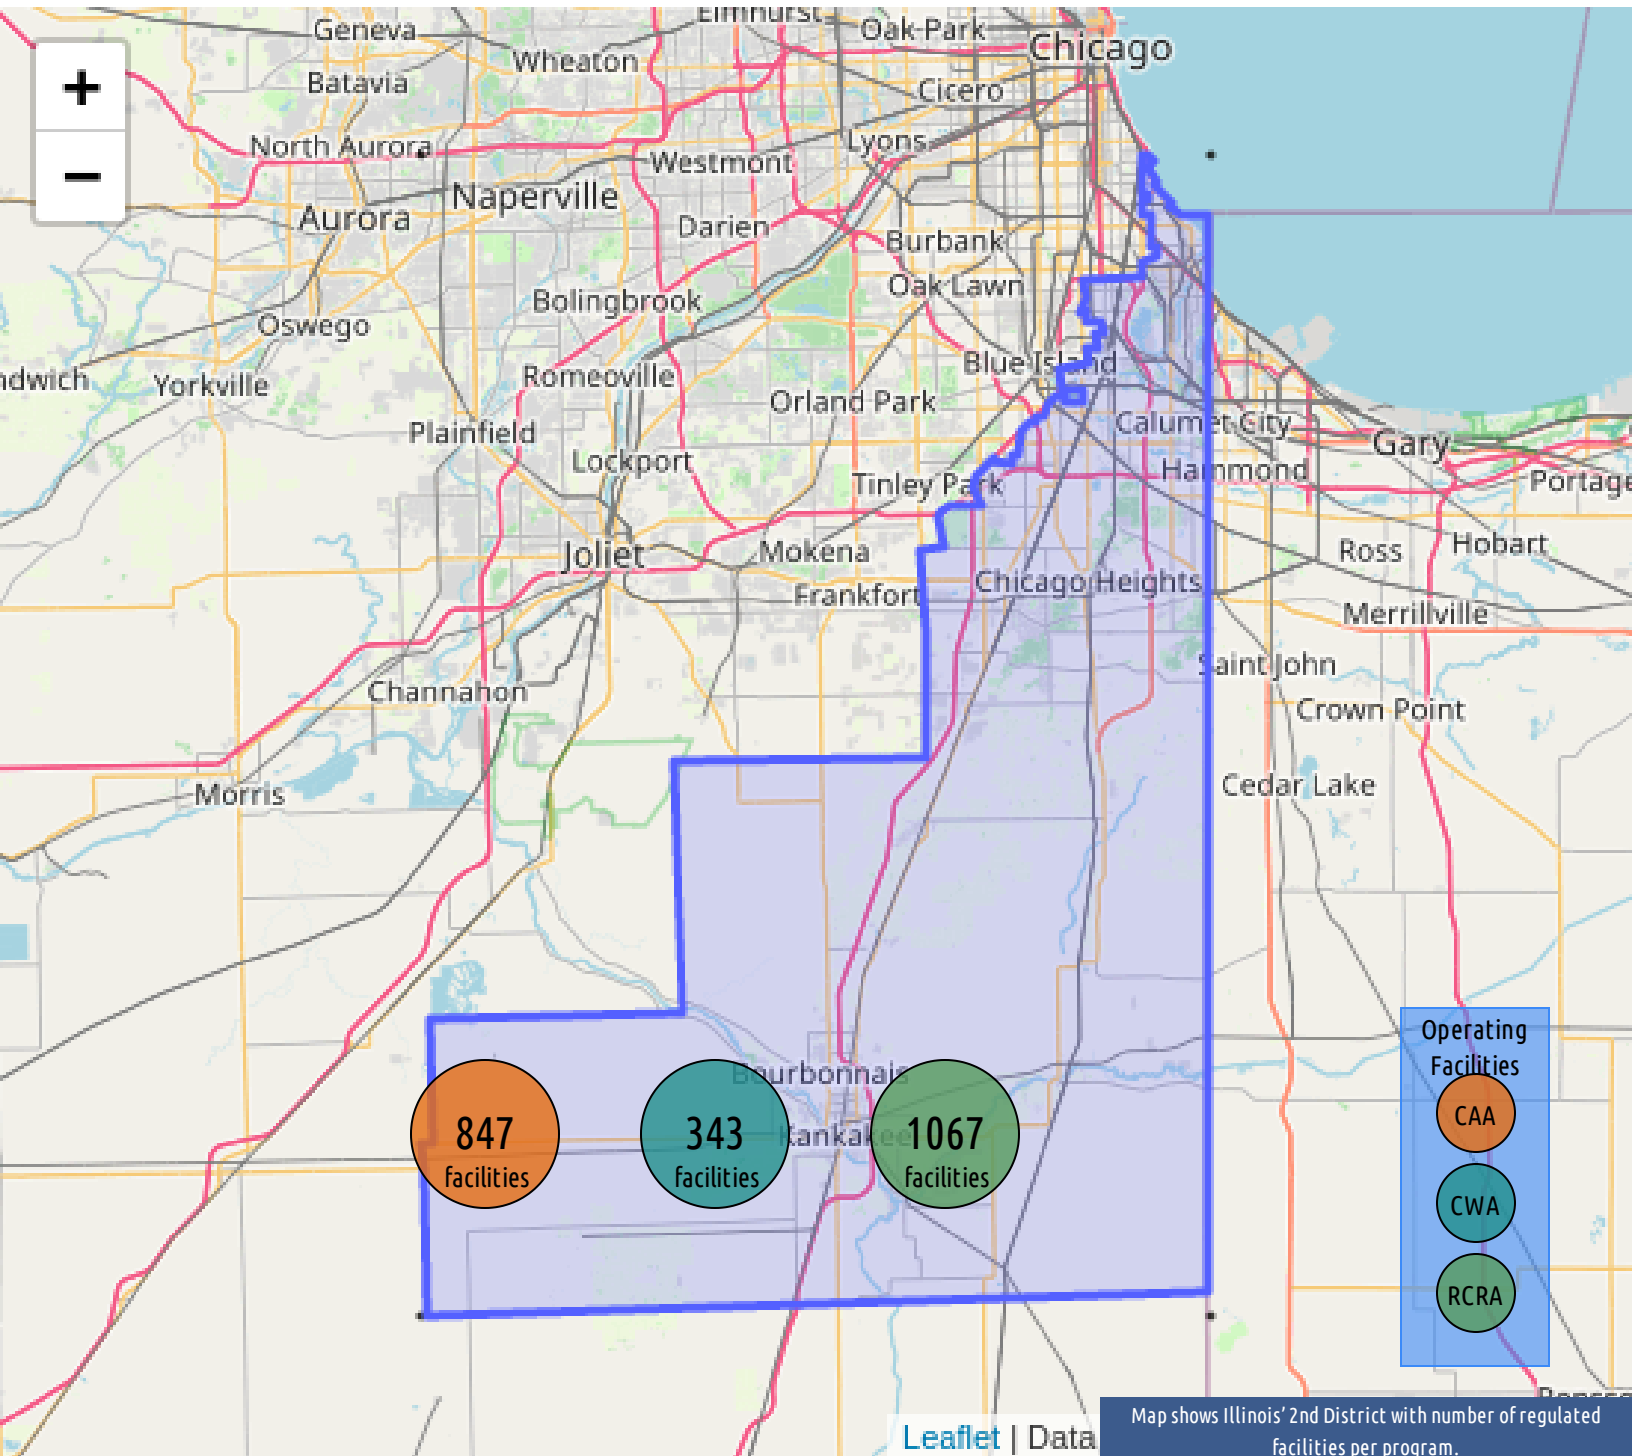 Geneva
Elmhurst
Oak Park
Chicago
Wheaton
Batavia
Cicero
+
−
North Aurora
Lyons
Westmont
Naperville
Aurora
Darien
Burbank
Oak Lawn
Bolingbrook
Oswego
Blue Island
Yorkville
Romeoville
Orland Park
Calumet City
Plainfield
Gary
Lockport
Hammond
Tinley Park
Portage
Joliet
Mokena
Ross
Hobart
Frankfort
Chicago Heights
Merrillville
Saint John
Channahon
Crown Point
Cedar Lake
Morris
Operating
Facilities
CAA
CWA
RCRA
Bourbonnais
Kankakee
847
facilities
343
facilities
1067
facilities
Leaflet | Data
Map shows Illinois’ 2nd District with number of regulated
facilities per program.